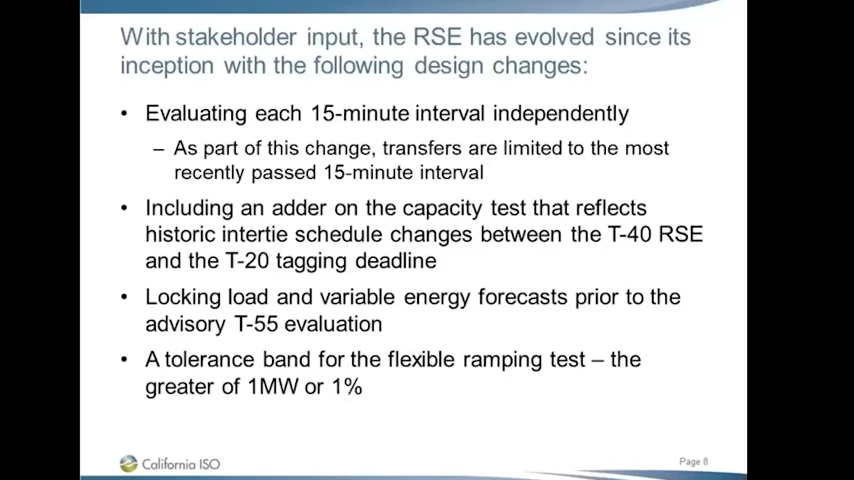 With stakeholder input, the RSE has evolved since its
inception with the following design changes:
• Evaluating each 15-minute interval independently
– As part of this change, transfers are limited to the most
recently passed 15-minute interval
• Including an adder on the capacity test that reflects
historic intertie schedule changes between the T-40 RSE
and the T-20 tagging deadline
• Locking load and variable energy forecasts prior to the
advisory T-55 evaluation
• A tolerance band for the flexible ramping test – the
greater of 1MW or 1%
California ISO
Page 8